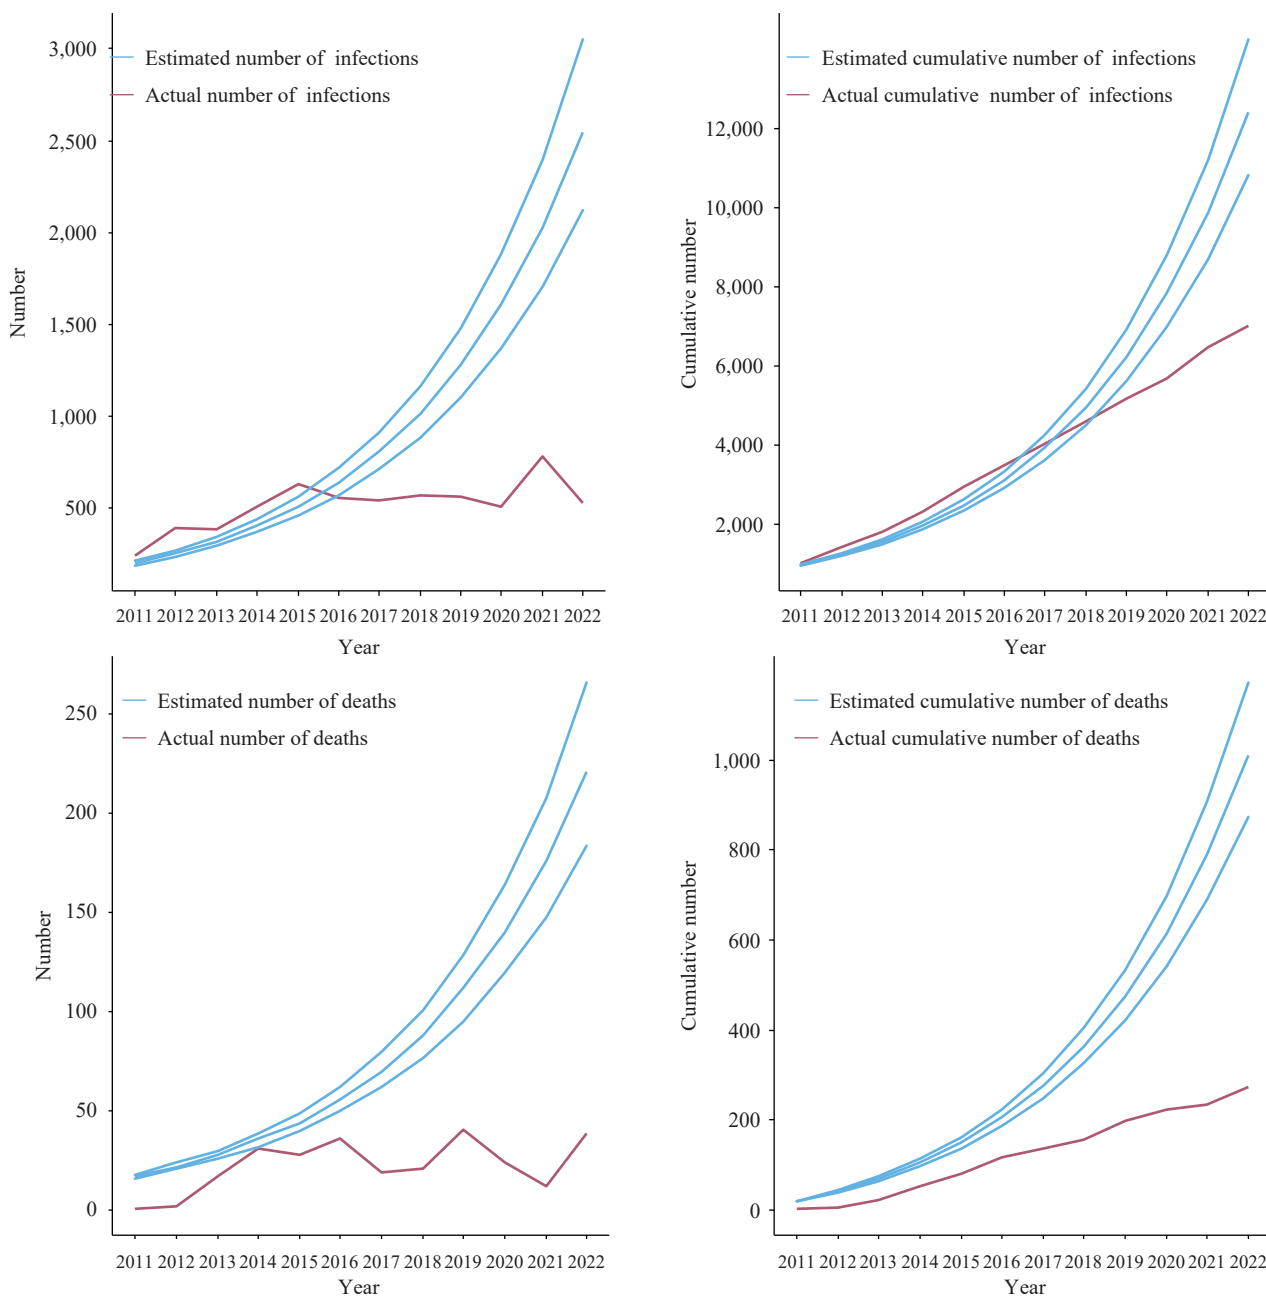 3,000
2,500
2,000
1,500
1,000
500
Number
Estimated number of infections
Actual number of infections
2011 2012 2013 2014 2015 2016 2017 2018 2019 2020 2021 2022
Year
12,000
10,000
8,000
6,000
4,000
2,000
Cumulative number
Estimated cumulative number of infections
Actual cumulative number of infections
2011 2012 2013 2014 2015 2016 2017 2018 2019 2020 2021 2022
Year
250
200
150
100
50
0
Number
Estimated number of deaths
Actual number of deaths
2011 2012 2013 2014 2015 2016 2017 2018 2019 2020 2021 2022
Year
1,000
800
600
400
200
0
Cumulative number
Estimated cumulative number of deaths
Actual cumulative number of deaths
2011 2012 2013 2014 2015 2016 2017 2018 2019 2020 2021 2022
Year